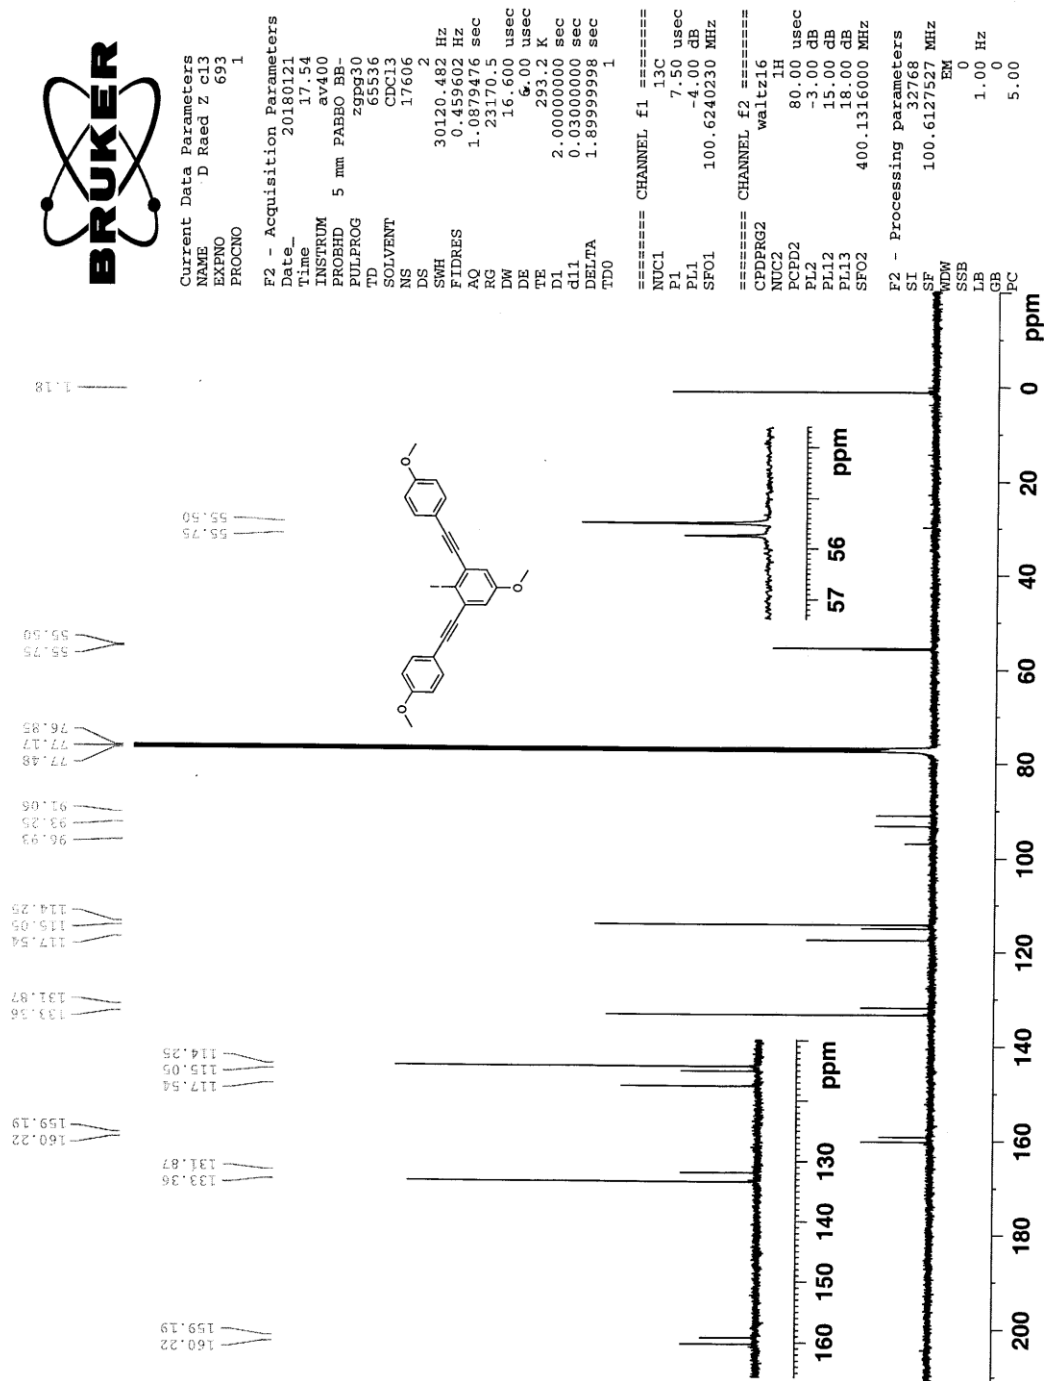 BRUKER
Current Data Parameters
NAME D Raed Z c13
EXPNO 693
PROCNO 1
F2 - Acquisition Parameters
Date_ 20180121
Time 17.54
INSTRUM av400
PROBHD 5 mm PABBO BB-
PULPROG zgpg30
TD 65536
SOLVENT CDCl3
NS 17606
DS 2
SWH 30120.482 Hz
FIDRES 0.459602 Hz
AQ 1.0879476 sec
RG 23170.5
DW 16.600 usec
DE 6.00 usec
TE 293.2 K
D1 2.00000000 sec
d11 0.03000000 sec
DELTA 1.89999998 sec
TD0 1
======== CHANNEL f1 ========
NUC1 13C
P1 7.50 usec
PL1 -4.00 dB
SFO1 100.6240230 MHz
======== CHANNEL f2 ========
CPDPRG2 waltz16
NUC2 1H
PCPD2 80.00 usec
PL2 -3.00 dB
PL12 15.00 dB
PL13 18.00 dB
SFO2 400.1316000 MHz
F2 - Processing parameters
SI 32768
SF 100.6127527 MHz
WDW EM
SSB 0
LB 1.00 Hz
GB 0
PC 5.00
160.22
159.19
133.36
131.87
117.54
115.05
114.25
96.93
93.25
91.06
77.48
77.17
76.85
55.75
55.50
1.18
160.22
159.19
133.36
131.87
117.54
115.05
114.25
55.75
55.50
O
I
O
O
160 150 140 130 ppm
57 56 ppm
200 180 160 140 120 100 80 60 40 20 0 ppm